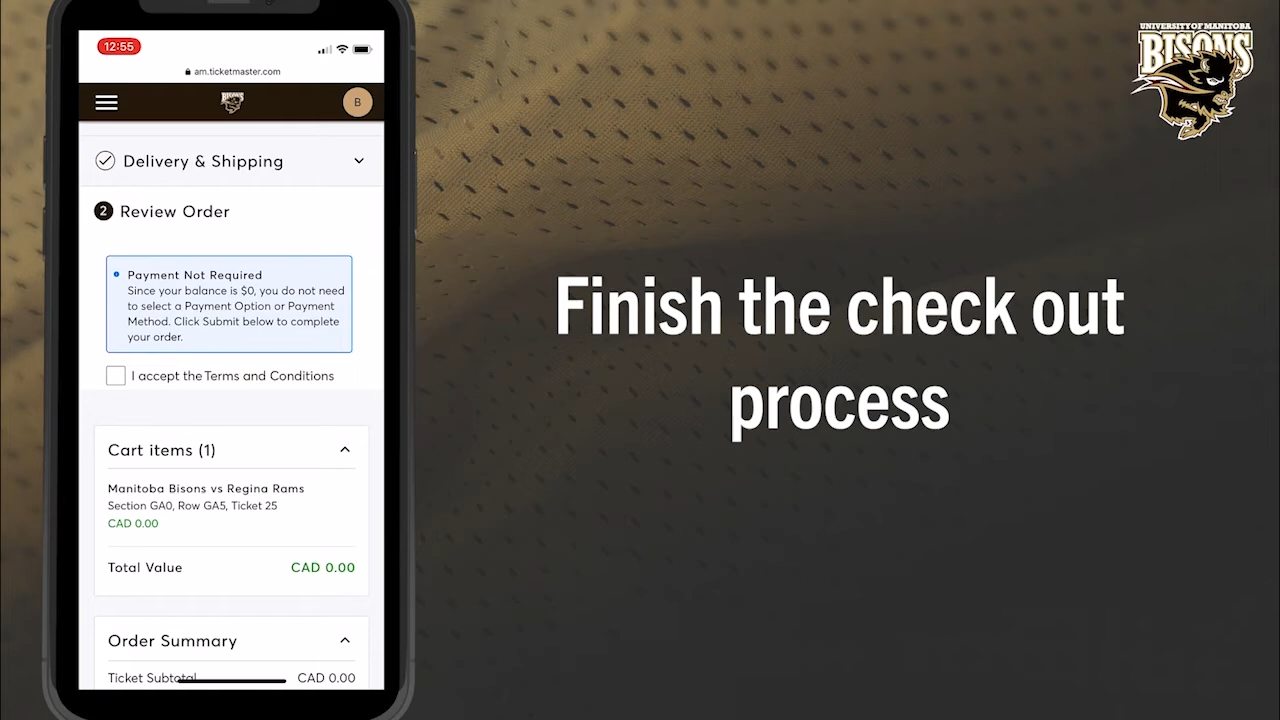 12:55
am.ticketmaster.com
BISONS
B
Delivery & Shipping
2 Review Order
Payment Not Required
Since your balance is $0, you do not need
to select a Payment Option or Payment
Method. Click Submit below to complete
your order.
I accept the Terms and Conditions
Cart items (1)
Manitoba Bisons vs Regina Rams
Section GA0, Row GA5, Ticket 25
CAD 0.00
Total Value CAD 0.00
Order Summary
Ticket Subtotal CAD 0.00
Finish the check out
process
UNIVERSITY OF MANITOBA
BISONS